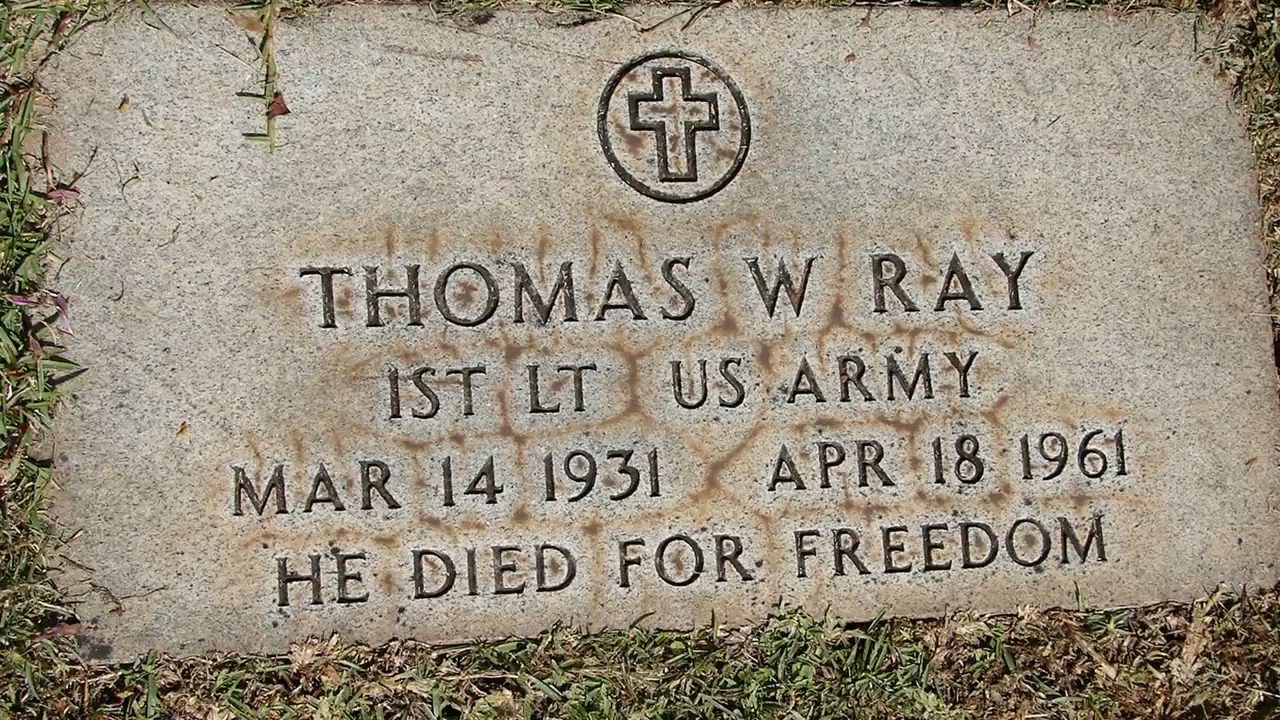 THOMAS W RAY
1ST LT US ARMY
MAR 14 1931 APR 18 1961
HE DIED FOR FREEDOM